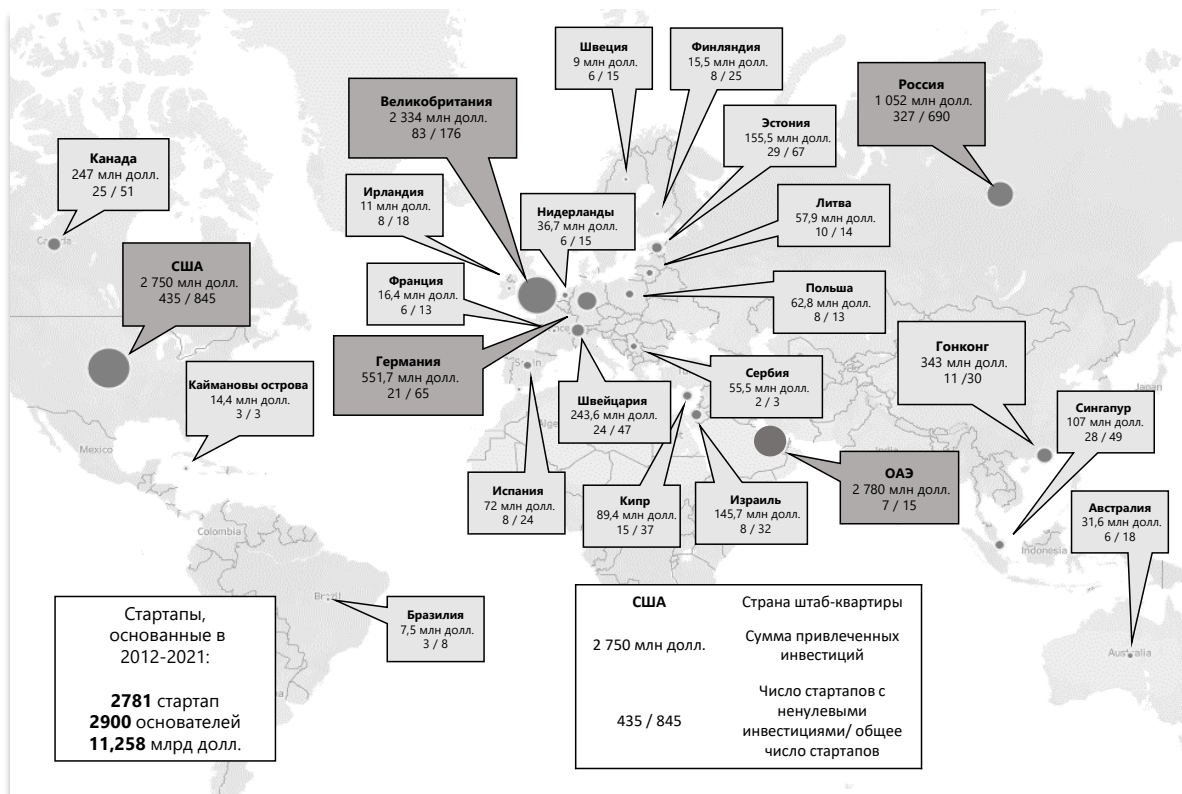 Швеция
9 млн долл.
6 / 15
Финляндия
15,5 млн долл.
8 / 25
Россия
1 052 млн долл.
327 / 690
Великобритания
2 334 млн долл.
83 / 176
Эстония
155,5 млн долл.
29 / 67
Канада
247 млн долл.
25 / 51
Canada
Ирландия
11 млн долл.
8 / 18
Нидерланды
36,7 млн долл.
6 / 15
Литва
57,9 млн долл.
10 / 14
США
2 750 млн долл.
435 / 845
Франция
16,4 млн долл.
6 / 13
Польша
62,8 млн долл.
8 / 13
Германия
551,7 млн долл.
21 / 65
Гонконг
343 млн долл.
11 /30
Каймановы острова
14,4 млн долл.
3 / 3
Швейцария
243,6 млн долл.
24 / 47
Сербия
55,5 млн долл.
2 / 3
Japan
Сингапур
107 млн долл.
28 / 49
Mexico
Испания
72 млн долл.
8 / 24
Кипр
89,4 млн долл.
15 / 37
Израиль
145,7 млн долл.
8 / 32
ОАЭ
2 780 млн долл.
7 / 15
Австралия
31,6 млн долл.
6 / 18
Colombia
Indonesia
Brazil
Бразилия
7,5 млн долл.
3 / 8
Australia
Стартапы,
основанные в
2012-2021:
2781 стартап
2900 основателей
11,258 млрд долл.
США Страна штаб-квартиры
2 750 млн долл. Сумма привлеченных
инвестиций
435 / 845 Число стартапов с
ненулевыми
инвестициями/ общее
число стартапов